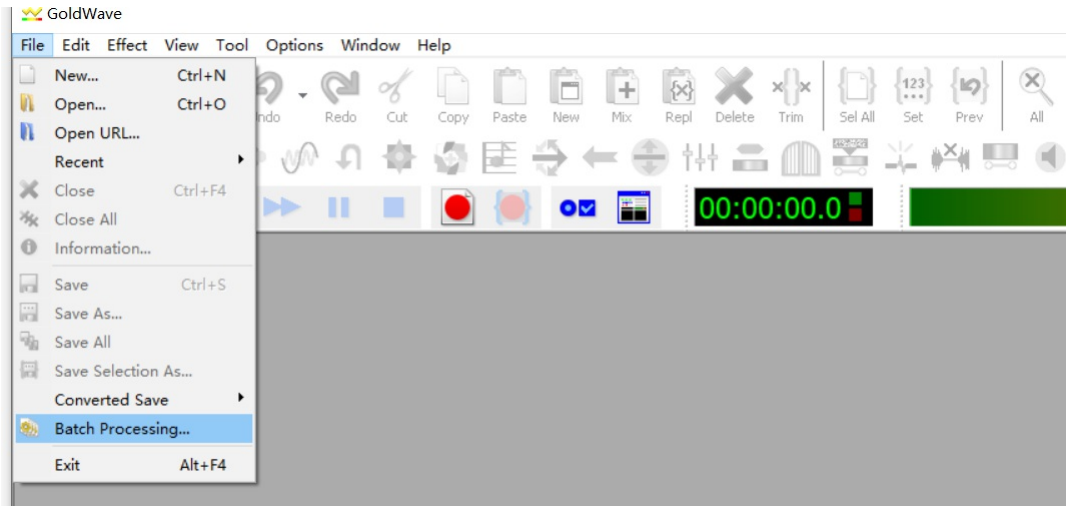 GoldWave
File Edit Effect View Tool Options Window Help
New... Ctrl+N
Open... Ctrl+O
Open URL...
Recent
Close Ctrl+F4
Close All
Information...
Save Ctrl+S
Save As...
Save All
Save Selection As...
Converted Save
Batch Processing...
Exit Alt+F4
ndo Redo Cut Copy Paste New Mix Repl Delete Trim Sel All Set Prev All
123
00:00:00.0